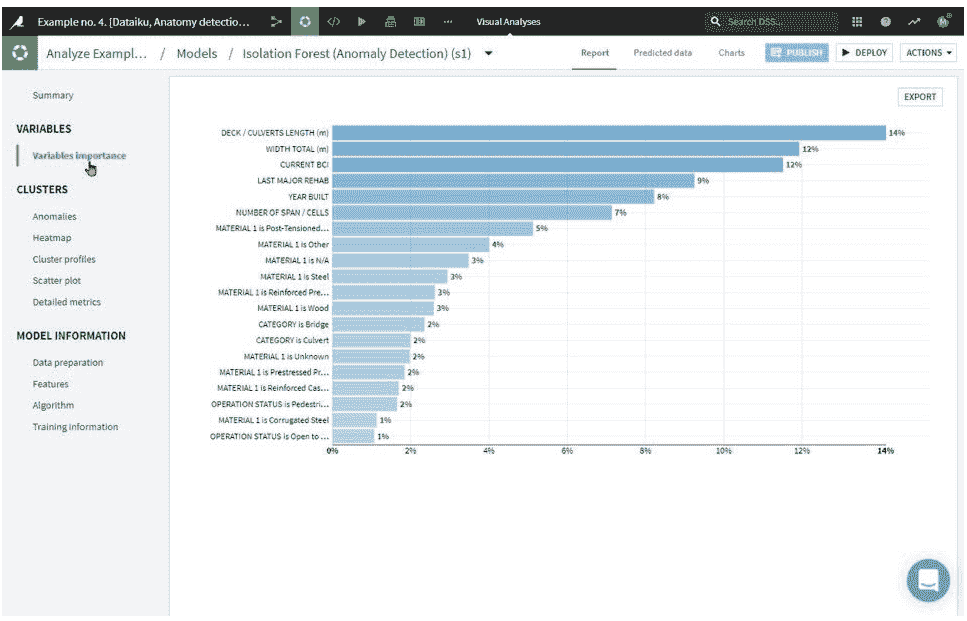 Example no. 4. [Dataiku, Anatomy detectio...
Visual Analyses
Search DSS...
Analyze Exampl... / Models / Isolation Forest (Anomaly Detection) (s1)
Report
Predicted data
Charts
PUBLISH
DEPLOY
ACTIONS
Summary
VARIABLES
Variables importance
CLUSTERS
Anomalies
Heatmap
Cluster profiles
Scatter plot
Detailed metrics
MODEL INFORMATION
Data preparation
Features
Algorithm
Training information
EXPORT
DECK / CULVERTS LENGTH (m) 14%
WIDTH TOTAL (m) 12%
CURRENT BCI 12%
LAST MAJOR REHAB 9%
YEAR BUILT 8%
NUMBER OF SPAN / CELLS 7%
MATERIAL 1 is Post-Tensioned... 5%
MATERIAL 1 is Other 4%
MATERIAL 1 is N/A 3%
MATERIAL 1 is Steel 3%
MATERIAL 1 is Reinforced Pre... 3%
MATERIAL 1 is Wood 3%
CATEGORY is Bridge 2%
CATEGORY is Culvert 2%
MATERIAL 1 is Unknown 2%
MATERIAL 1 is Prestressed Pr... 2%
MATERIAL 1 is Reinforced Cas... 2%
OPERATION STATUS is Pedestri... 2%
MATERIAL 1 is Corrugated Steel 1%
OPERATION STATUS is Open to ... 1%
0% 2% 4% 6% 8% 10% 12% 14%